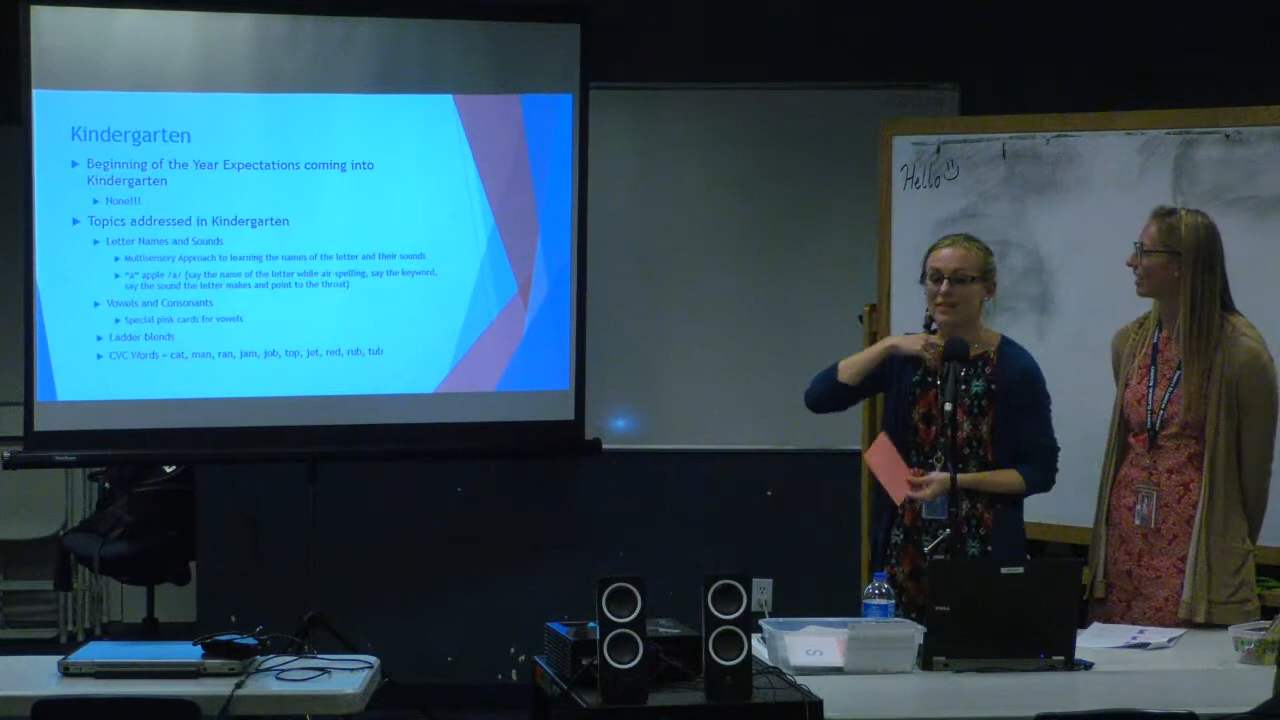 Kindergarten
Beginning of the Year Expectations coming into
Kindergarten
None!!!
Topics addressed in Kindergarten
Letter Names and Sounds
Multisensory Approach to learning the names of the letter and their sounds
"a" apple /a/ (say the name of the letter while air-spelling, say the keyword,
say the sound the letter makes and point to the throat)
Vowels and Consonants
Special pink cards for vowels
Ladder blends
CVC Words - cat, man, ran, jam, job, top, jet, red, rub, tub
Hello
DELL
S